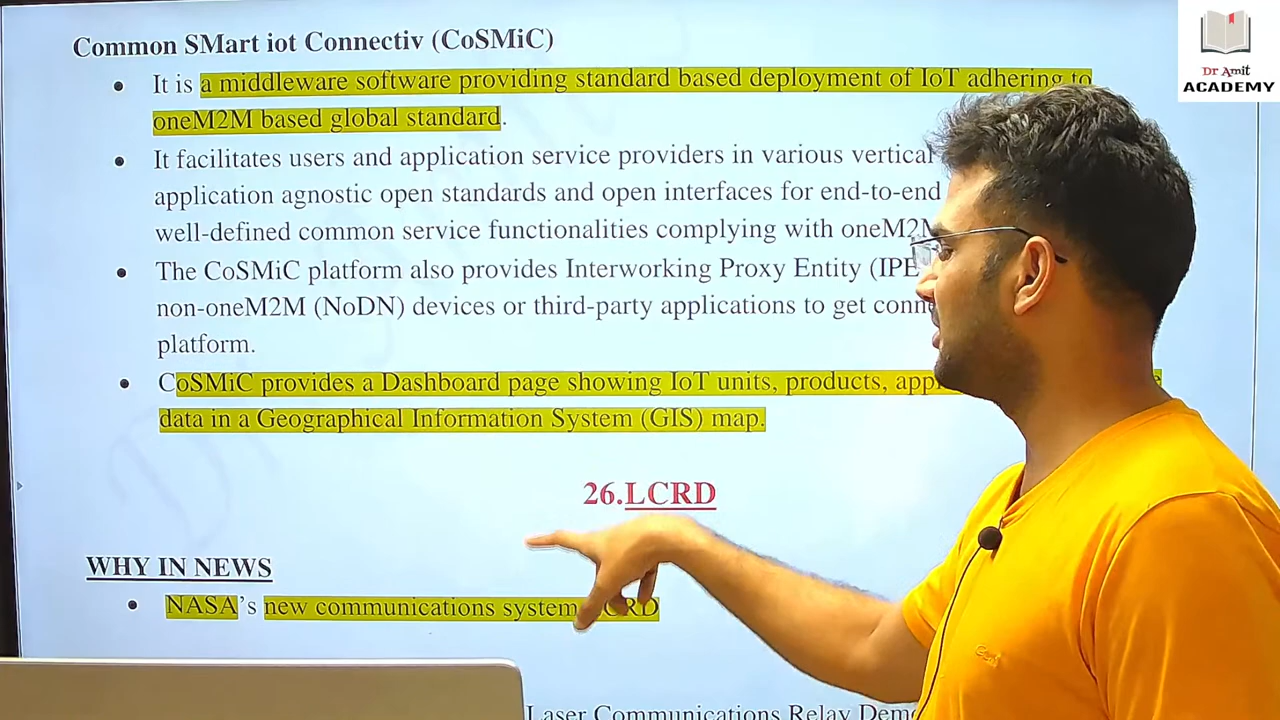 Common SMart iot Connectiv (CoSMiC)
• It is a middleware software providing standard based deployment of IoT adhering to
oneM2M based global standard.
• It facilitates users and application service providers in various vertical
application agnostic open standards and open interfaces for end-to-end
well-defined common service functionalities complying with
• The CoSMiC platform also provides Interworking Proxy Entity (IPE
non-oneM2M (NoDN) devices or third-party applications to get
platform.
• CoSMiC provides a Dashboard page showing IoT units, products,
data in a Geographical Information System (GIS) map.
26.LCRD
WHY IN NEWS
• NASA's new communications system
Laser Communications Relay
Dr Amit
ACADEMY